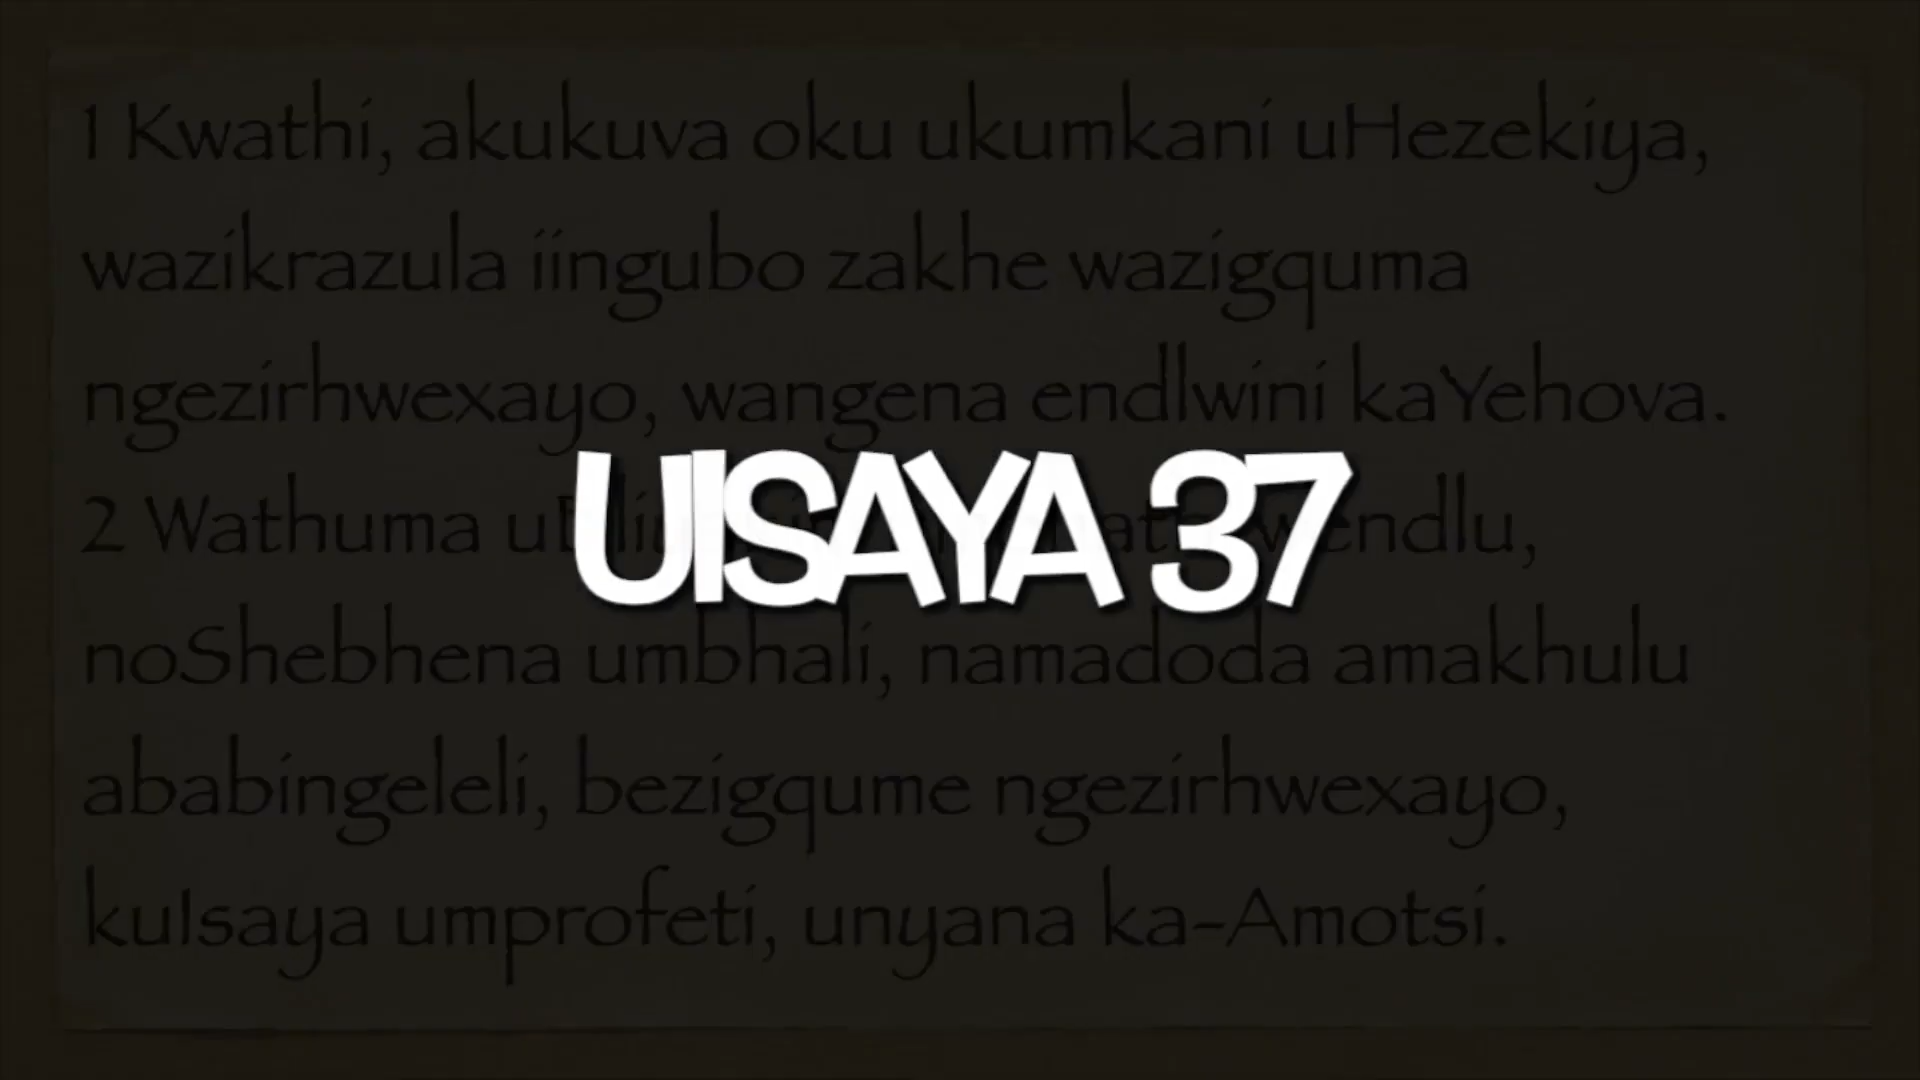 1 Kwathi, akukuva oku ukumkani uHezekiya,
wazikrazula iingubo zakhe wazigquma
ngezirhwexayo, wangena endlwini kaYehova.
UISAYA 37
2 Wathuma wendlu,
noShebhena umbhali, namadoda amakhulu
ababingeleli, bezigqume ngezirhwexayo,
kuIsaya umprofeti, unyana ka-Amotsi.